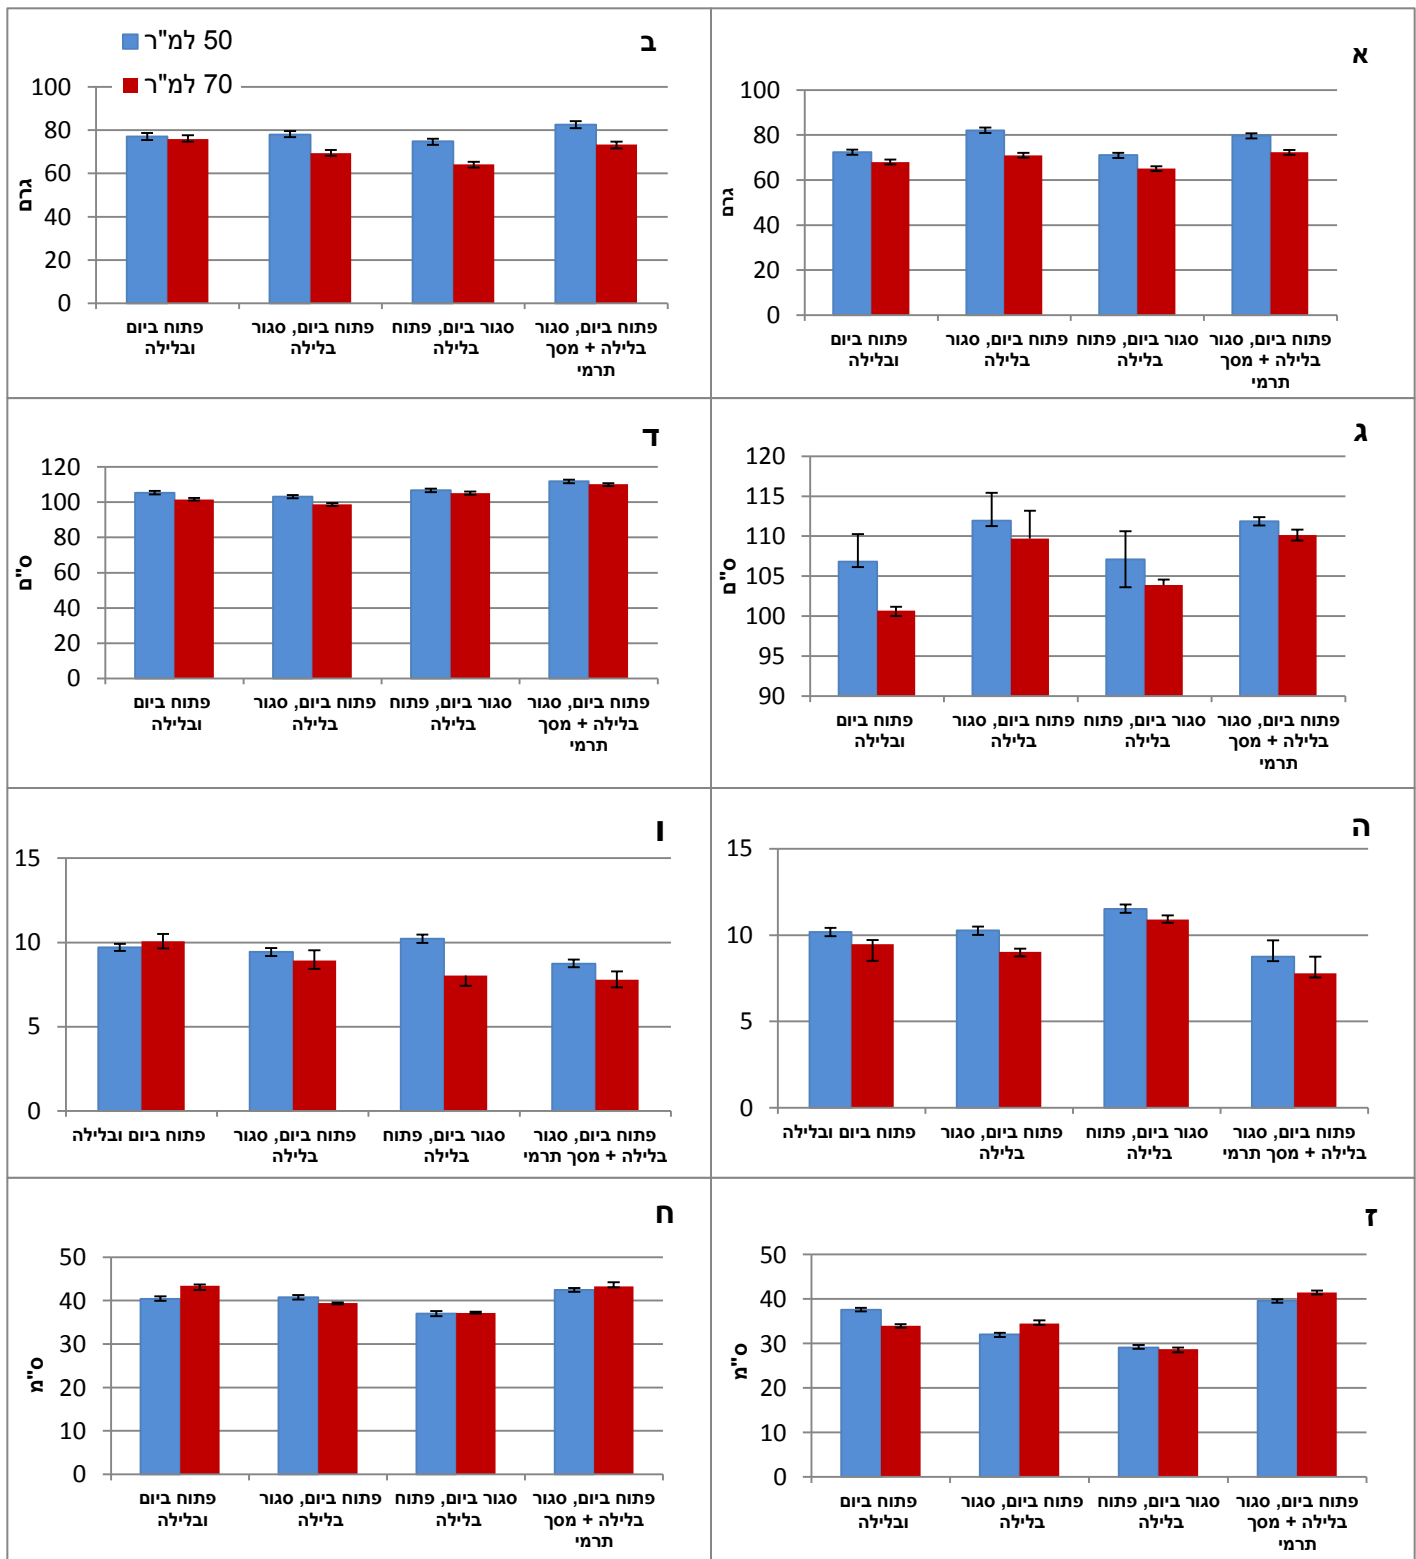 א
100
80
60
40
20
0
גרם
פתוח ביום
ובלילה
פתוח ביום, סגור
בלילה
סגור ביום, פתוח
בלילה
פתוח ביום, סגור
בלילה + מסך
תרמי
ב
50 למ"ר
70 למ"ר
100
80
60
40
20
0
גרם
פתוח ביום
ובלילה
פתוח ביום, סגור
בלילה
סגור ביום, פתוח
בלילה
פתוח ביום, סגור
בלילה + מסך
תרמי
ג
120
115
110
105
100
95
90
ס"ם
פתוח ביום
ובלילה
פתוח ביום, סגור
בלילה
סגור ביום, פתוח
בלילה
פתוח ביום, סגור
בלילה + מסך
תרמי
ד
120
100
80
60
40
20
0
ס"ם
פתוח ביום
ובלילה
פתוח ביום, סגור
בלילה
סגור ביום, פתוח
בלילה
פתוח ביום, סגור
בלילה + מסך
תרמי
ה
15
10
5
0
פתוח ביום ובלילה
פתוח ביום, סגור
בלילה
סגור ביום, פתוח
בלילה
פתוח ביום, סגור
בלילה + מסך תרמי
ו
15
10
5
0
פתוח ביום ובלילה
פתוח ביום, סגור
בלילה
סגור ביום, פתוח
בלילה
פתוח ביום, סגור
בלילה + מסך תרמי
ז
50
40
30
20
10
0
ס"מ
פתוח ביום
ובלילה
פתוח ביום, סגור
בלילה
סגור ביום, פתוח
בלילה
פתוח ביום, סגור
בלילה + מסך
תרמי
ח
50
40
30
20
10
0
ס"מ
פתוח ביום
ובלילה
פתוח ביום, סגור
בלילה
סגור ביום, פתוח
בלילה
פתוח ביום, סגור
בלילה + מסך
תרמי